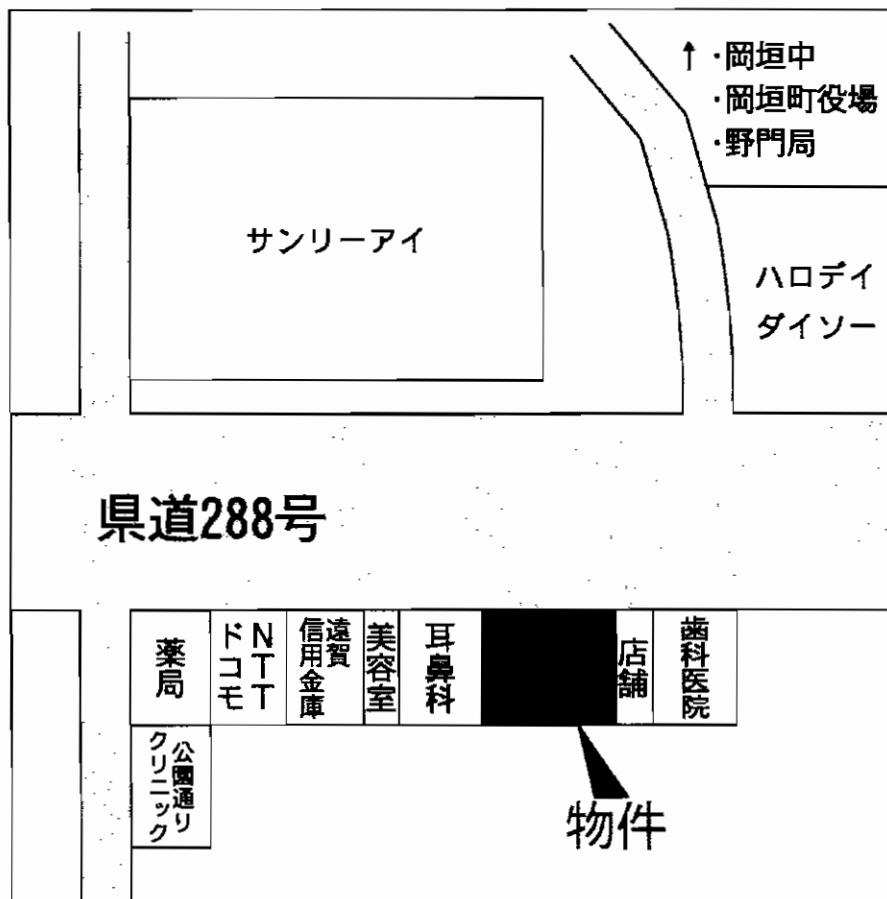 ↑・岡垣中
・岡垣町役場
・野門局
サンリーアイ
ハロデイ
ダイソー
県道288号
薬局
NTT
ドコモ
遠賀
信用金庫
美容室
耳鼻科
店舗
歯科医院
公園通り
クリニック
物件